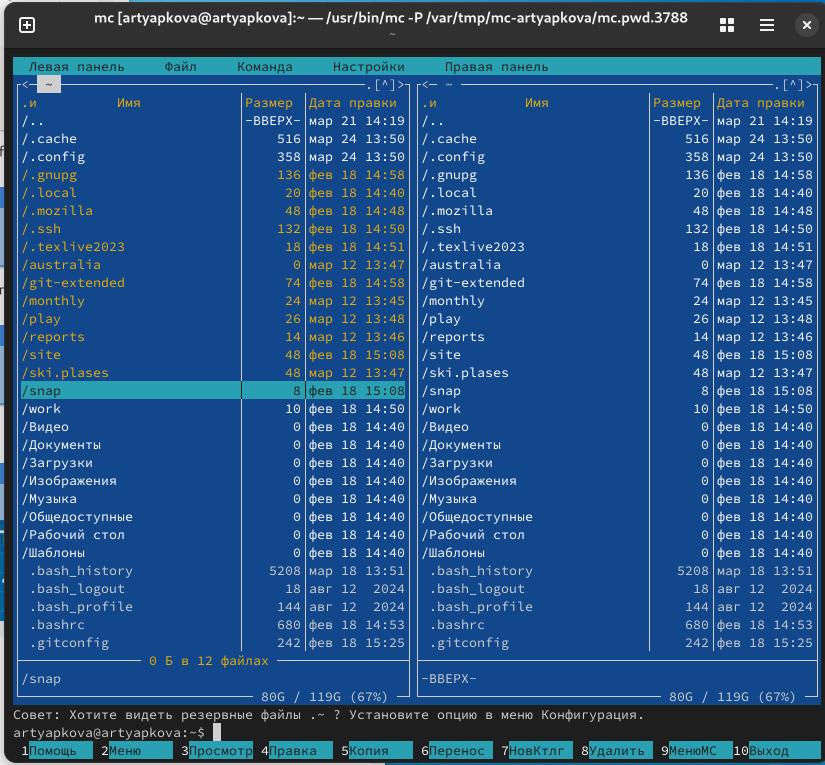 mc [artyapkova@artyapkova]:~ — /usr/bin/mc -P /var/tmp/mc-artyapkova/mc.pwd.3788
~
Левая панель Файл Команда Настройки Правая панель
<— ~ .[^]> <— ~ .[^]>
.и Имя Размер Дата правки .и Имя Размер Дата правки
/.. -ВВЕРХ- мар 21 14:19 /.. -ВВЕРХ- мар 21 14:19
/.cache 516 мар 24 13:50 /.cache 516 мар 24 13:50
/.config 358 мар 24 13:50 /.config 358 мар 24 13:50
/.gnupg 136 фев 18 14:58 /.gnupg 136 фев 18 14:58
/.local 20 фев 18 14:40 /.local 20 фев 18 14:40
/.mozilla 48 фев 18 14:48 /.mozilla 48 фев 18 14:48
/.ssh 132 фев 18 14:50 /.ssh 132 фев 18 14:50
/.texlive2023 18 фев 18 14:51 /.texlive2023 18 фев 18 14:51
/australia 0 мар 12 13:47 /australia 0 мар 12 13:47
/git-extended 74 фев 18 14:58 /git-extended 74 фев 18 14:58
/monthly 24 мар 12 13:45 /monthly 24 мар 12 13:45
/play 26 мар 12 13:48 /play 26 мар 12 13:48
/reports 14 мар 12 13:46 /reports 14 мар 12 13:46
/site 48 фев 18 15:08 /site 48 фев 18 15:08
/ski.plases 48 мар 12 13:47 /ski.plases 48 мар 12 13:47
/snap 8 фев 18 15:08 /snap 8 фев 18 15:08
/work 10 фев 18 14:50 /work 10 фев 18 14:50
/Видео 0 фев 18 14:40 /Видео 0 фев 18 14:40
/Документы 0 фев 18 14:40 /Документы 0 фев 18 14:40
/Загрузки 0 фев 18 14:40 /Загрузки 0 фев 18 14:40
/Изображения 0 фев 18 14:40 /Изображения 0 фев 18 14:40
/Музыка 0 фев 18 14:40 /Музыка 0 фев 18 14:40
/Общедоступные 0 фев 18 14:40 /Общедоступные 0 фев 18 14:40
/Рабочий стол 0 фев 18 14:40 /Рабочий стол 0 фев 18 14:40
/Шаблоны 0 фев 18 14:40 /Шаблоны 0 фев 18 14:40
.bash_history 5208 мар 18 13:51 .bash_history 5208 мар 18 13:51
.bash_logout 18 авг 12 2024 .bash_logout 18 авг 12 2024
.bash_profile 144 авг 12 2024 .bash_profile 144 авг 12 2024
.bashrc 680 фев 18 14:53 .bashrc 680 фев 18 14:53
.gitconfig 242 фев 18 15:25 .gitconfig 242 фев 18 15:25
0 Б в 12 файлах
/snap -ВВЕРХ-
80G / 119G (67%) 80G / 119G (67%)
Совет: Хотите видеть резервные файлы .~ ? Установите опцию в меню Конфигурация.
artyapkova@artyapkova:~$
1Помощь 2Меню 3Просмотр 4Правка 5Копия 6Перенос 7НовКтлг 8Удалить 9МенюМС 10Выход